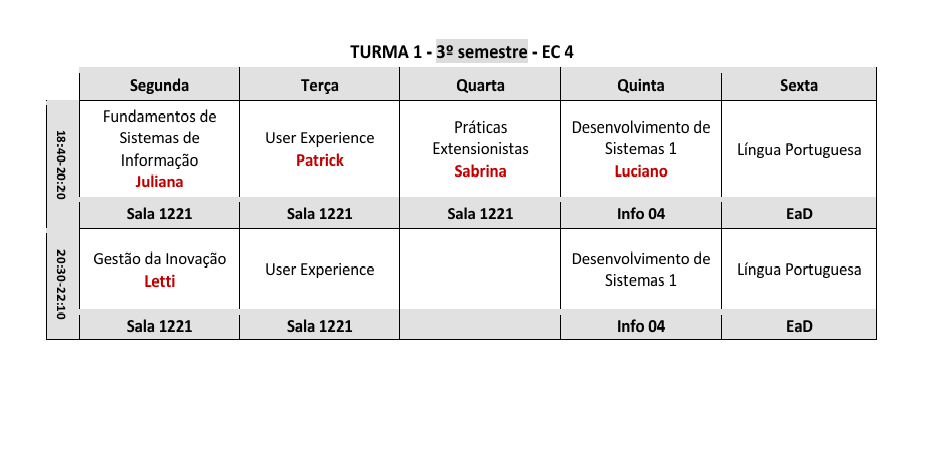 TURMA 1 - 3º semestre - EC 4
Segunda Terça Quarta Quinta Sexta
18:40-20:20
Fundamentos de
Sistemas de
Informação
Juliana
User Experience
Patrick
Práticas
Extensionistas
Sabrina
Desenvolvimento de
Sistemas 1
Luciano
Língua Portuguesa
Sala 1221 Sala 1221 Sala 1221 Info 04 EaD
20:30-22:10
Gestão da Inovação
Letti
User Experience
Desenvolvimento de
Sistemas 1
Língua Portuguesa
Sala 1221 Sala 1221 Info 04 EaD